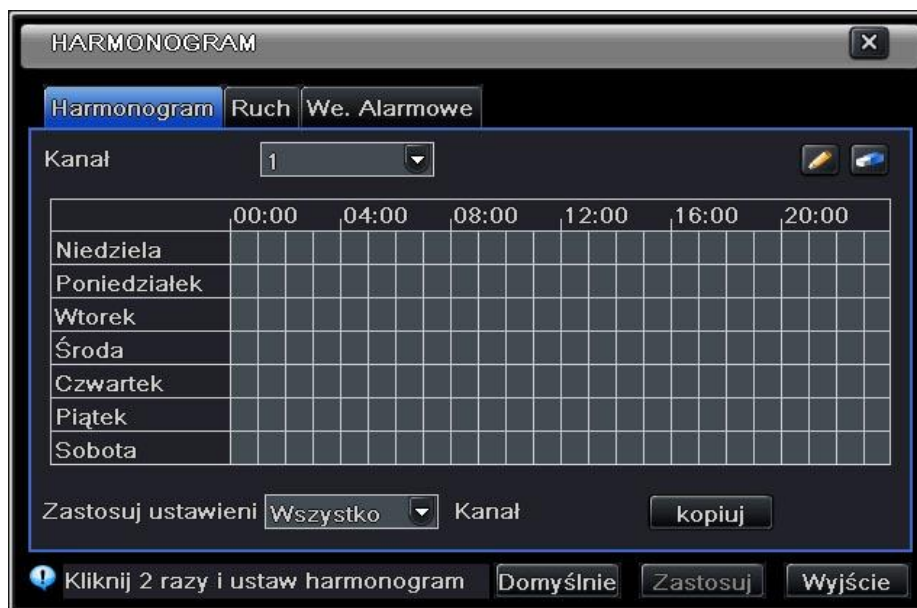 HARMONOGRAM
Harmonogram Ruch We. Alarmowe
Kanał 1
00:00 04:00 08:00 12:00 16:00 20:00
Niedziela
Poniedziałek
Wtorek
Środa
Czwartek
Piątek
Sobota
Zastosuj ustawieni Wszystko Kanał kopiuj
Kliknij 2 razy i ustaw harmonogram Domyślnie Zastosuj Wyjście